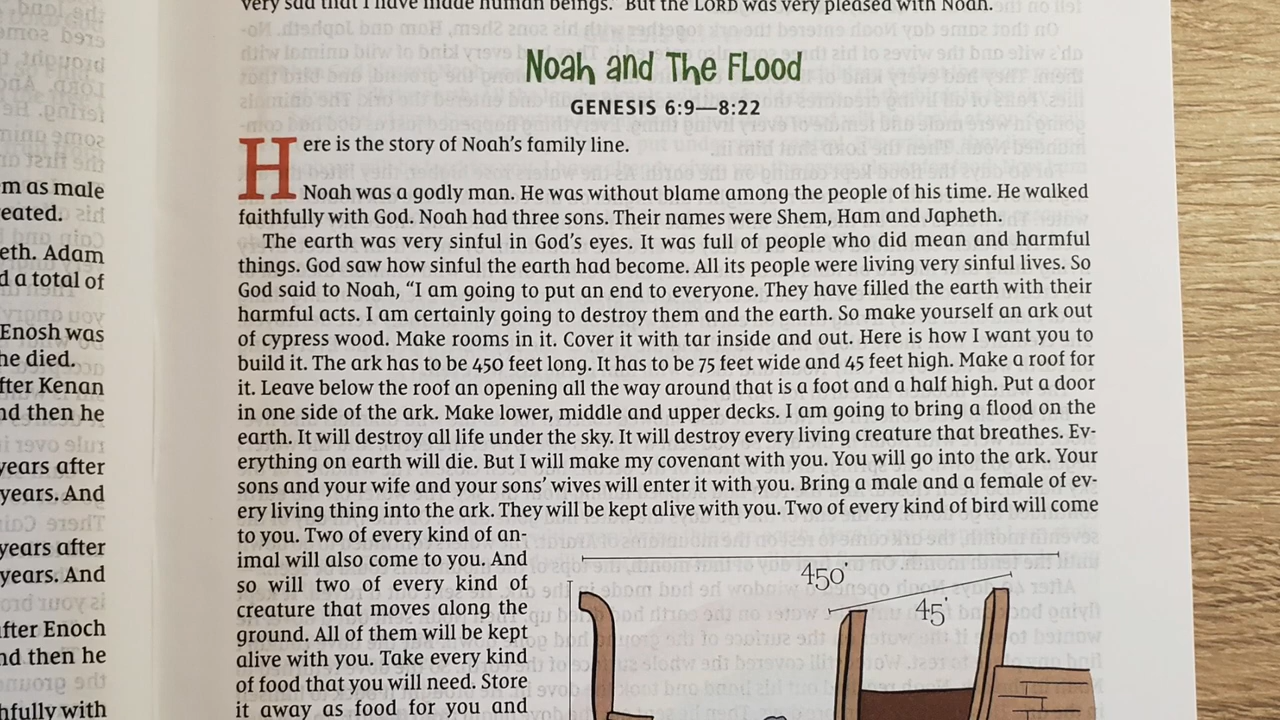 m as male
eated.
eth. Adam
d a total of
Enosh was
he died.
fter Kenan
nd then he
years after
years. And
years after
years. And
fter Enoch
nd then he
hfully with
very sad that I have made human beings." But the LORD was very pleased with Noah.
Noah and The Flood
GENESIS 6:9—8:22
Here is the story of Noah's family line.
Noah was a godly man. He was without blame among the people of his time. He walked
faithfully with God. Noah had three sons. Their names were Shem, Ham and Japheth.
The earth was very sinful in God's eyes. It was full of people who did mean and harmful
things. God saw how sinful the earth had become. All its people were living very sinful lives. So
God said to Noah, "I am going to put an end to everyone. They have filled the earth with their
harmful acts. I am certainly going to destroy them and the earth. So make yourself an ark out
of cypress wood. Make rooms in it. Cover it with tar inside and out. Here is how I want you to
build it. The ark has to be 450 feet long. It has to be 75 feet wide and 45 feet high. Make a roof for
it. Leave below the roof an opening all the way around that is a foot and a half high. Put a door
in one side of the ark. Make lower, middle and upper decks. I am going to bring a flood on the
earth. It will destroy all life under the sky. It will destroy every living creature that breathes. Ev-
erything on earth will die. But I will make my covenant with you. You will go into the ark. Your
sons and your wife and your sons' wives will enter it with you. Bring a male and a female of ev-
ery living thing into the ark. They will be kept alive with you. Two of every kind of bird will come
to you. Two of every kind of an-
imal will also come to you. And
so will two of every kind of
creature that moves along the
ground. All of them will be kept
alive with you. Take every kind
of food that you will need. Store
it away as food for you and
450'
45'